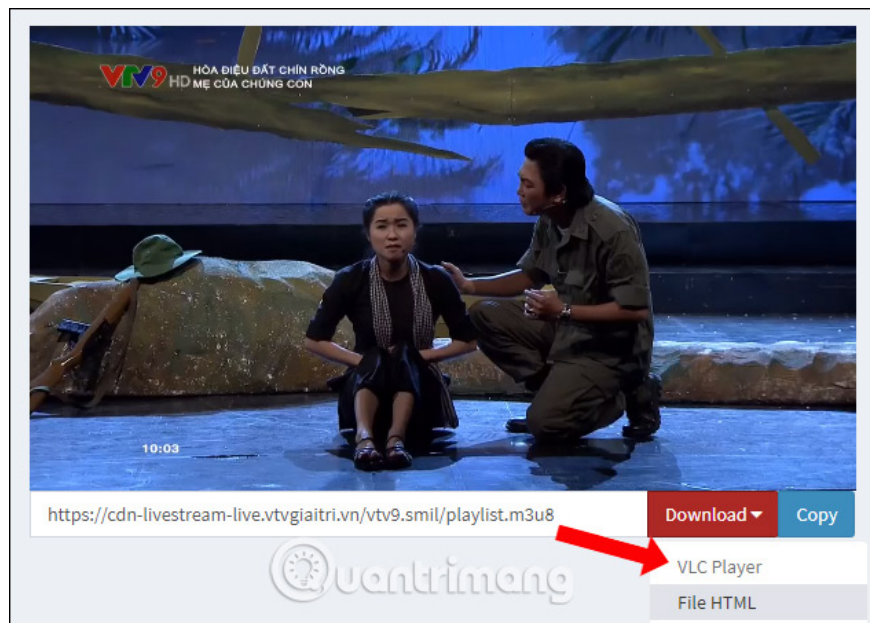 VTV9 HD HÒA ĐIỆU ĐẤT CHÍN RỒNG
MẸ CỦA CHÚNG CON
10:03
https://cdn-livestream-live.vtvgiaitri.vn/vtv9.smil/playlist.m3u8
Download
Copy
VLC Player
File HTML
Quantrimang